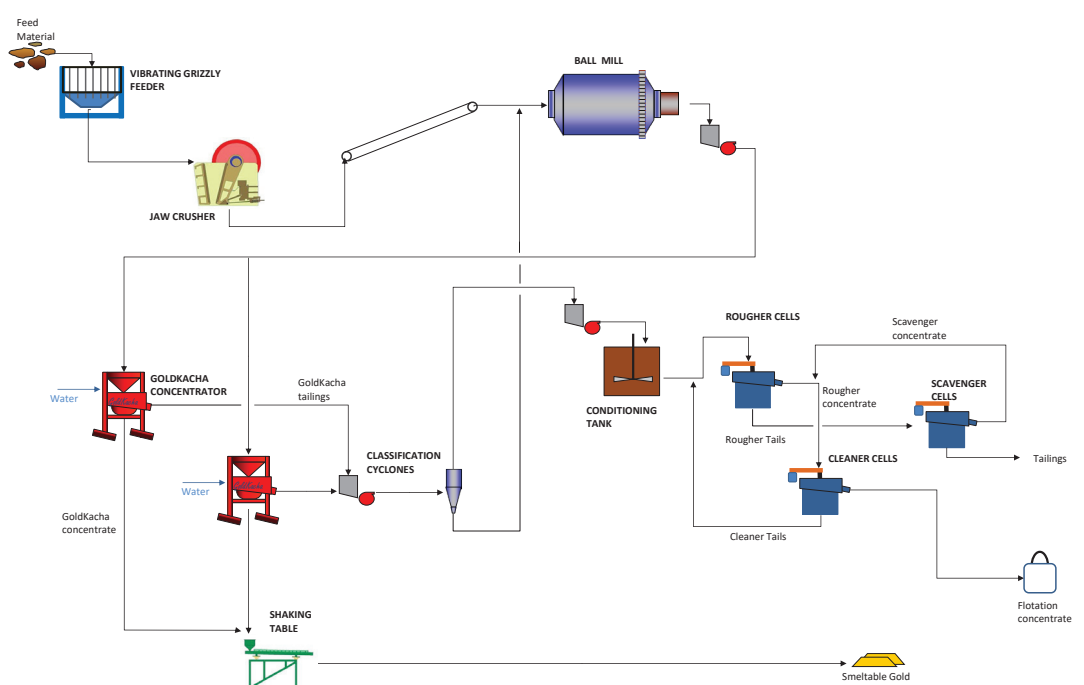 Feed
Material
VIBRATING GRIZZLY
FEEDER
JAW CRUSHER
BALL MILL
GOLDKACHA
CONCENTRATOR
Water
GoldKacha
tailings
Water
CLASSIFICATION
CYCLONES
GoldKacha
concentrate
SHAKING
TABLE
CONDITIONING
TANK
ROUGHER CELLS
Scavenger
concentrate
Rougher
concentrate
SCAVENGER
CELLS
Rougher Tails
Tailings
CLEANER CELLS
Cleaner Tails
Flotation
concentrate
Smeltable Gold